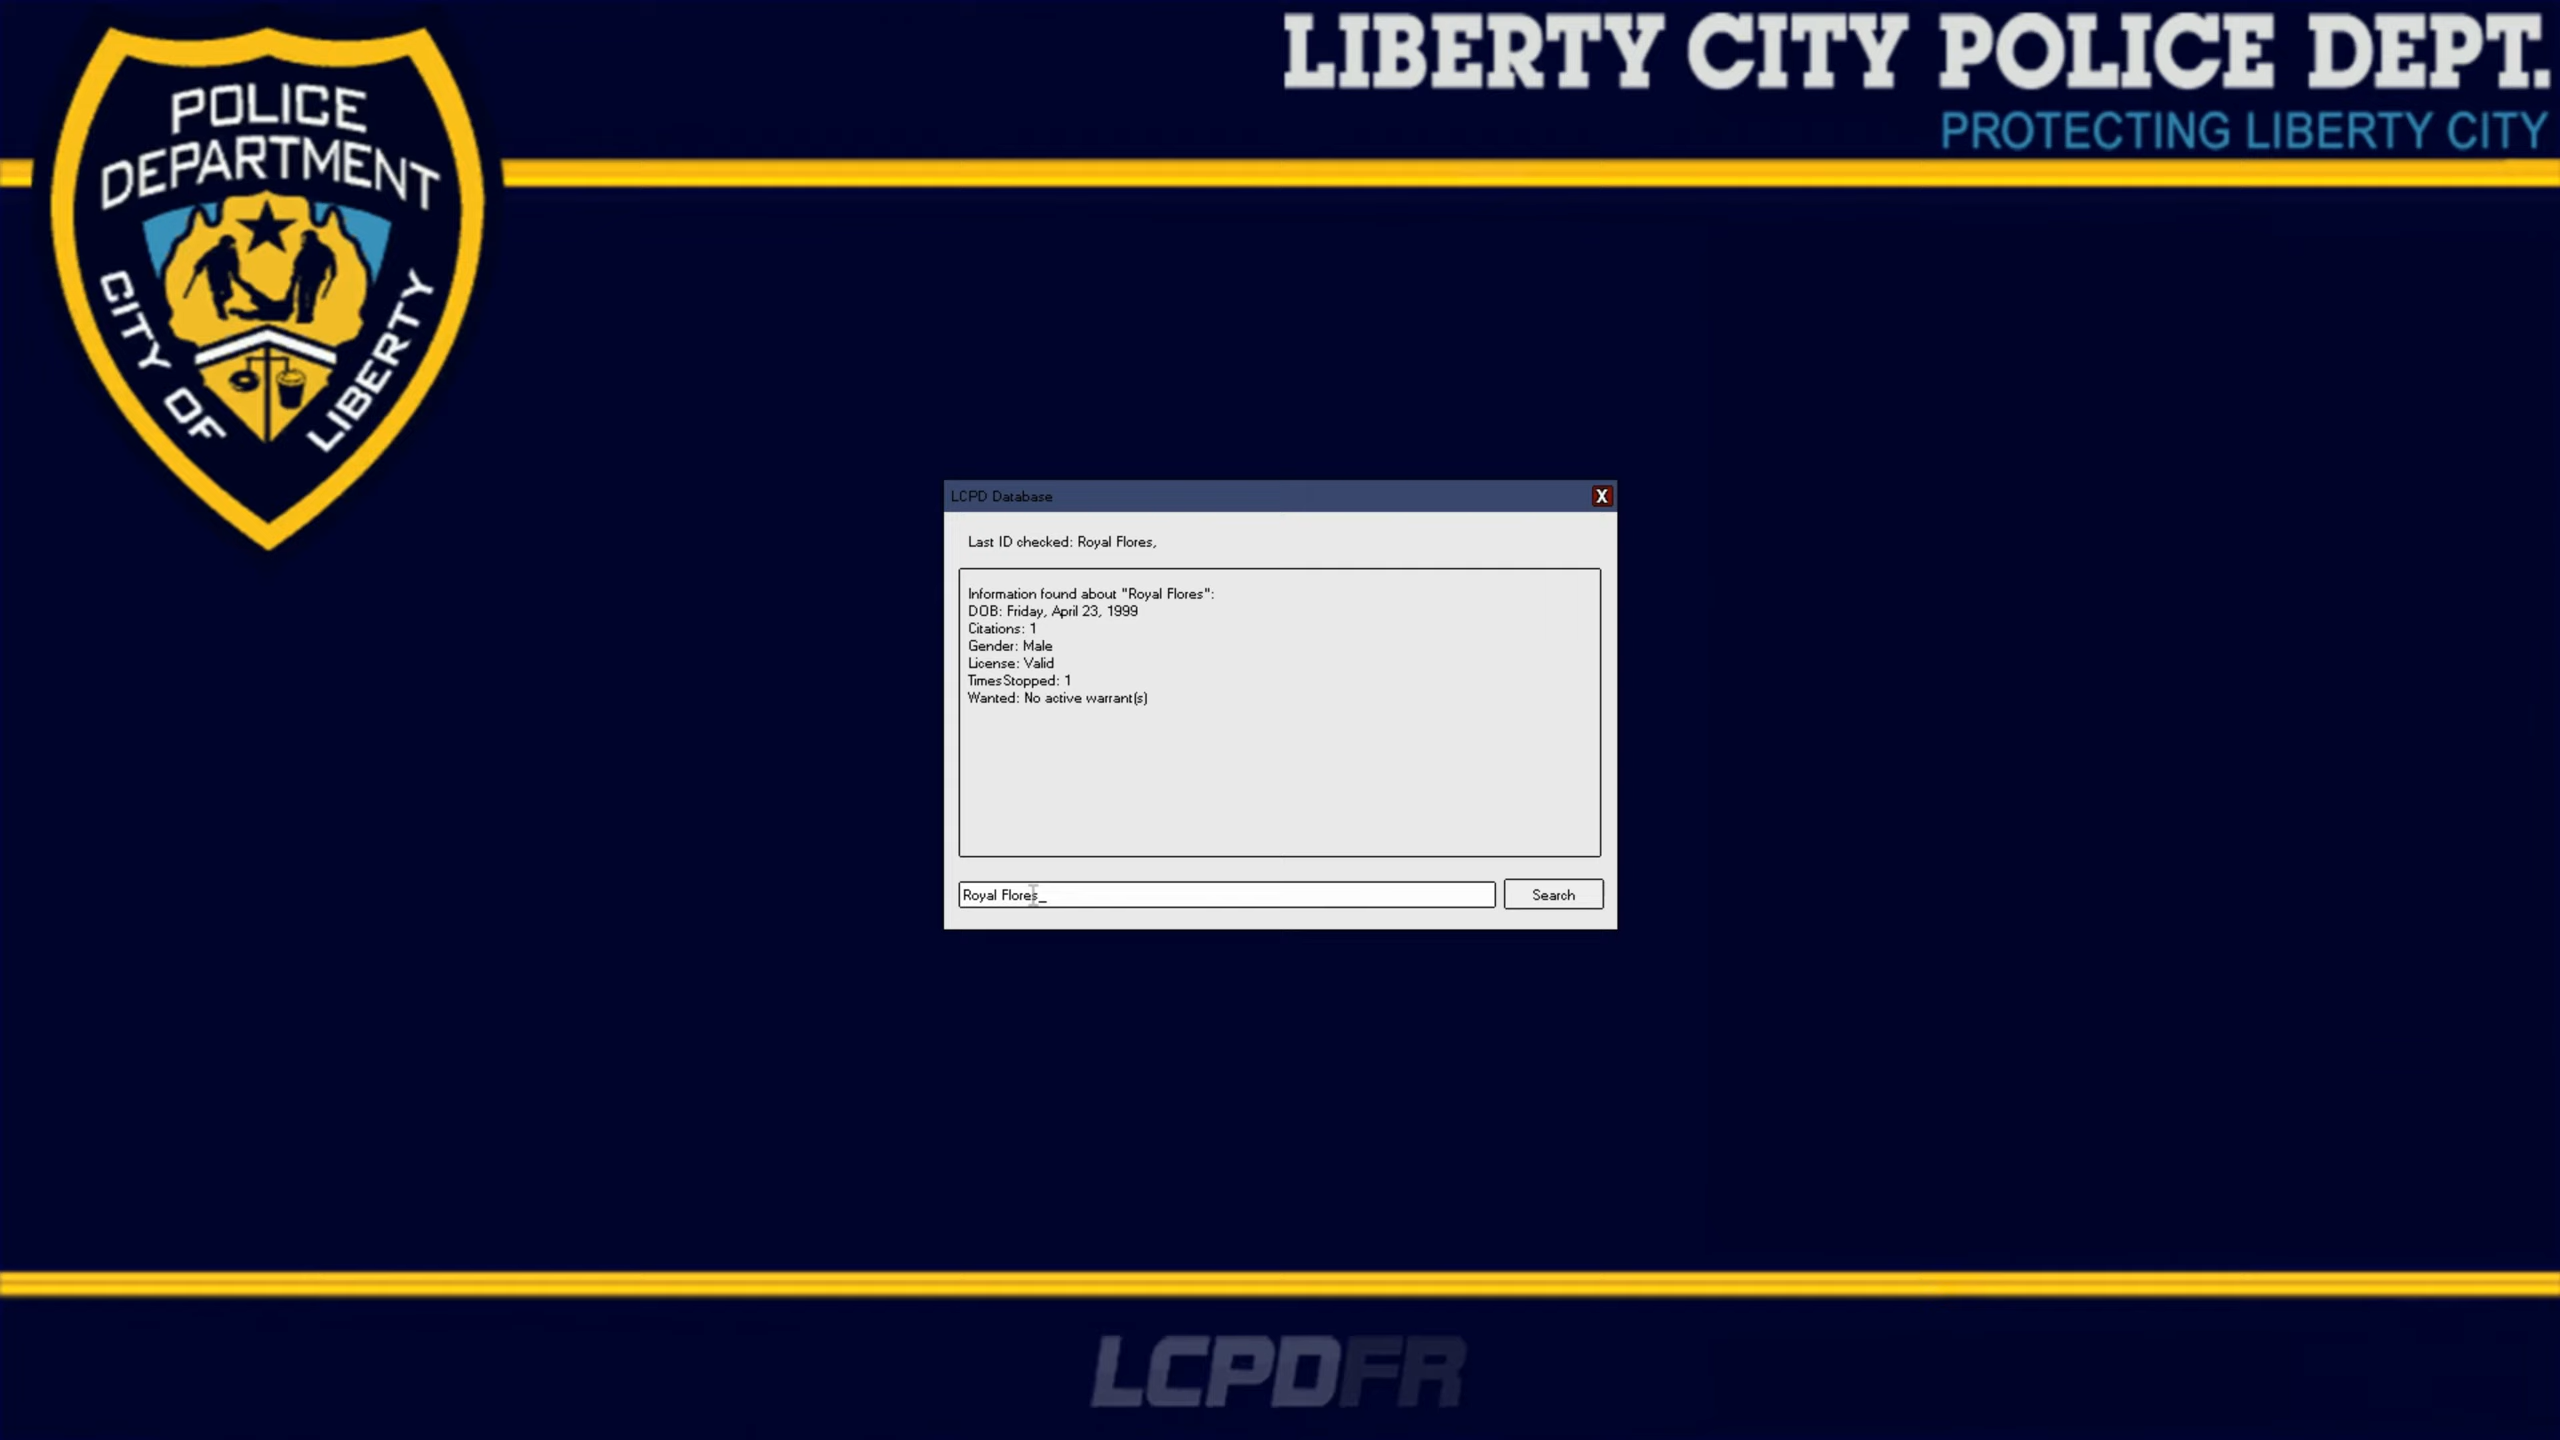 LIBERTY CITY POLICE DEPT.
PROTECTING LIBERTY CITY
POLICE
DEPARTMENT
CITY OF LIBERTY
LCPD Database
X
Last ID checked: Royal Flores,
Information found about "Royal Flores":
DOB: Friday, April 23, 1999
Citations: 1
Gender: Male
License: Valid
TimesStopped: 1
Wanted: No active warrant(s)
Royal Flores_
Search
LCPDFR